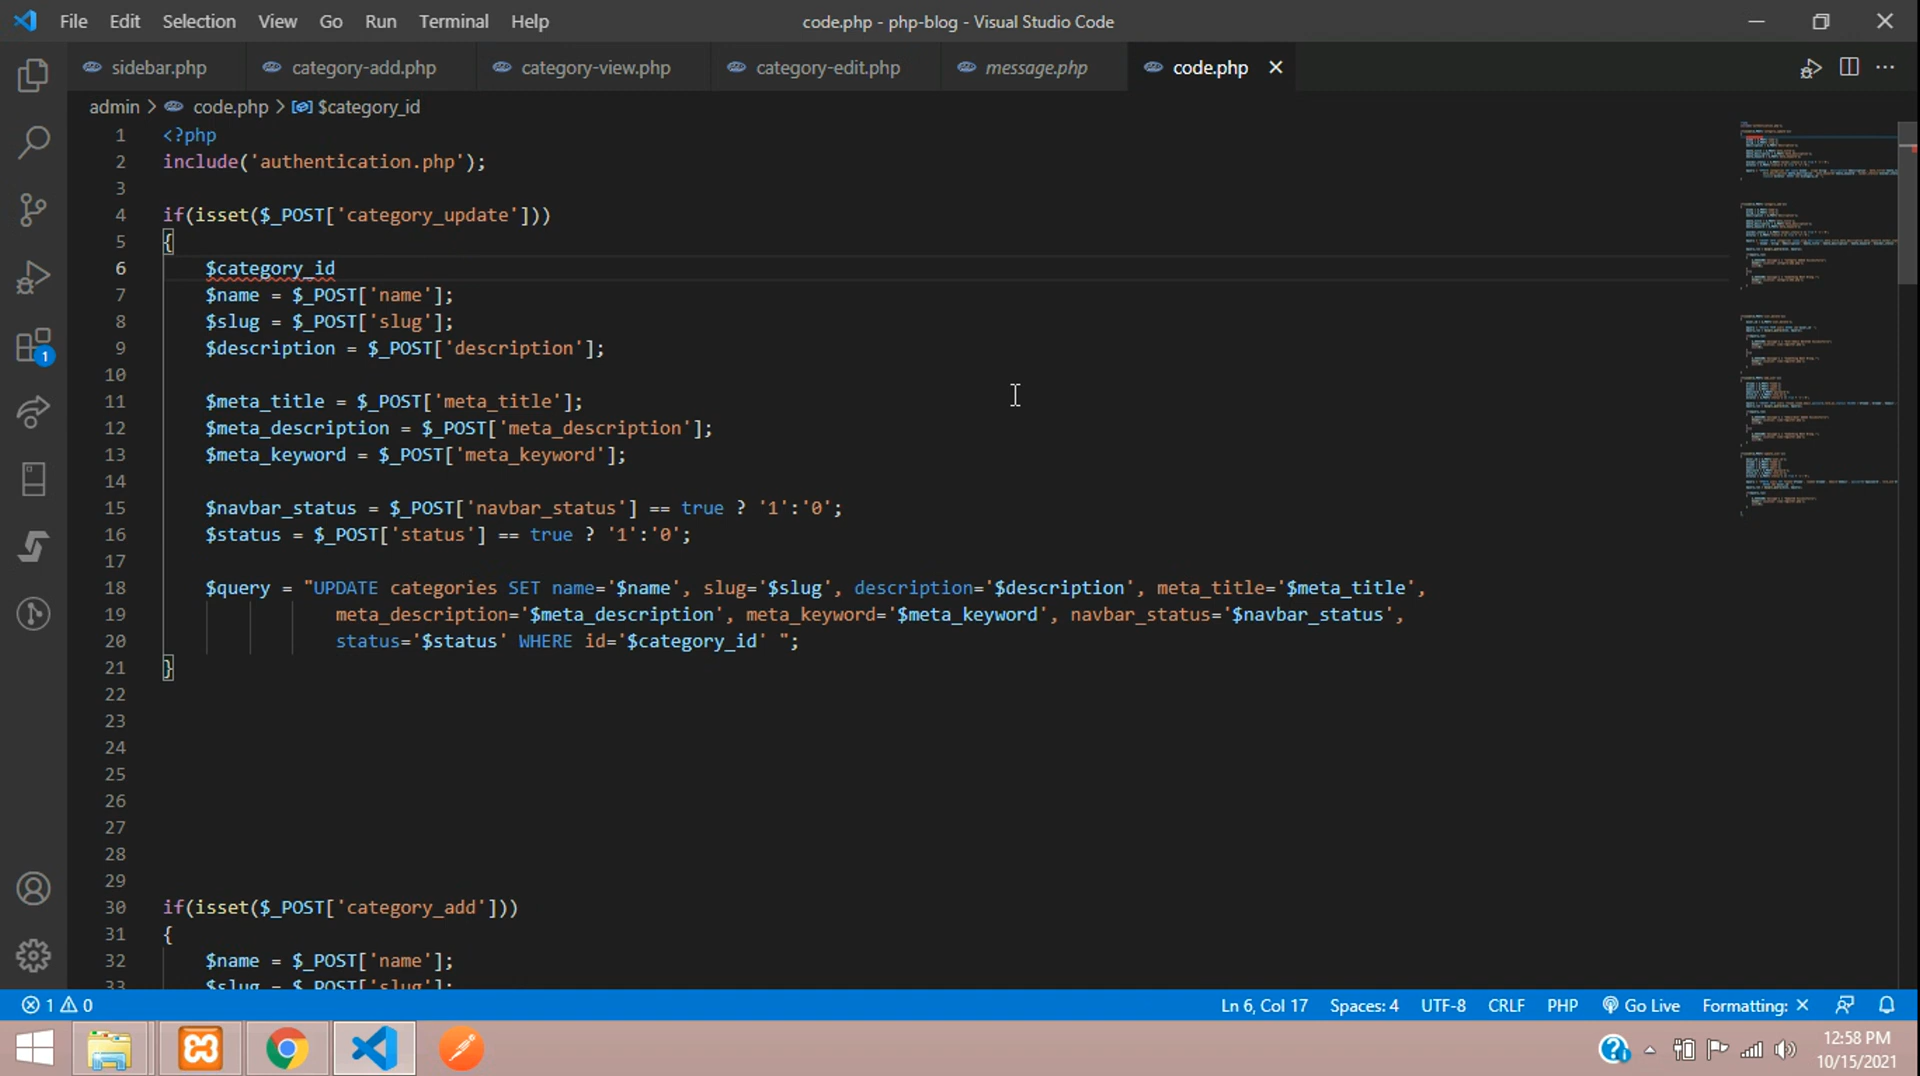 File Edit Selection View Go Run Terminal Help
code.php - php-blog - Visual Studio Code
sidebar.php category-add.php category-view.php category-edit.php message.php code.php
admin > code.php > $category_id
1 <?php
2 include('authentication.php');
3
4 if(isset($_POST['category_update']))
5 {
6 $category_id
7 $name = $_POST['name'];
8 $slug = $_POST['slug'];
9 $description = $_POST['description'];
10
11 $meta_title = $_POST['meta_title'];
12 $meta_description = $_POST['meta_description'];
13 $meta_keyword = $_POST['meta_keyword'];
14
15 $navbar_status = $_POST['navbar_status'] == true ? '1':'0';
16 $status = $_POST['status'] == true ? '1':'0';
17
18 $query = "UPDATE categories SET name='$name', slug='$slug', description='$description', meta_title='$meta_title',
19 meta_description='$meta_description', meta_keyword='$meta_keyword', navbar_status='$navbar_status',
20 status='$status' WHERE id='$category_id' ";
21 }
22
23
24
25
26
27
28
29
30 if(isset($_POST['category_add']))
31 {
32 $name = $_POST['name'];
33 $slug = $_POST['slug'];
1
1 0
Ln 6, Col 17 Spaces: 4 UTF-8 CRLF PHP Go Live Formatting: ×
12:58 PM
10/15/2021